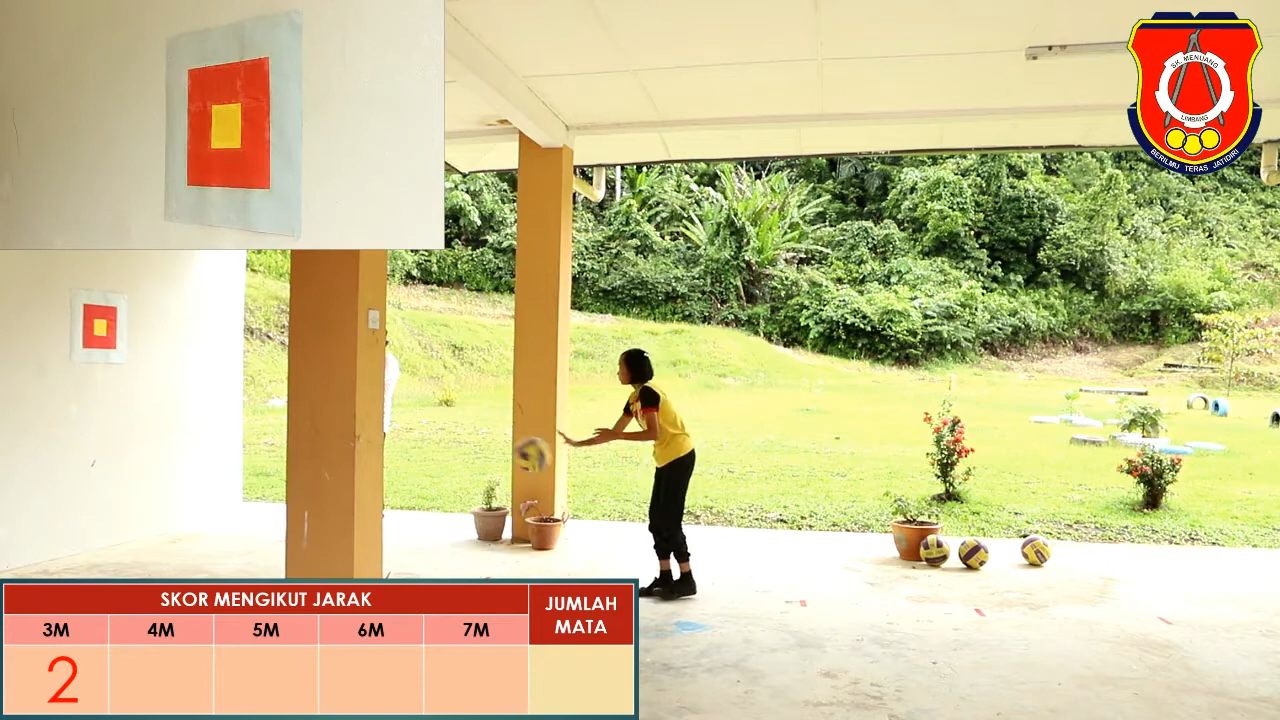 SK. MENUANG
LIMBANG
BERILMU TERAS JATIDIRI
SKOR MENGIKUT JARAK
JUMLAH MATA
3M 4M 5M 6M 7M
2